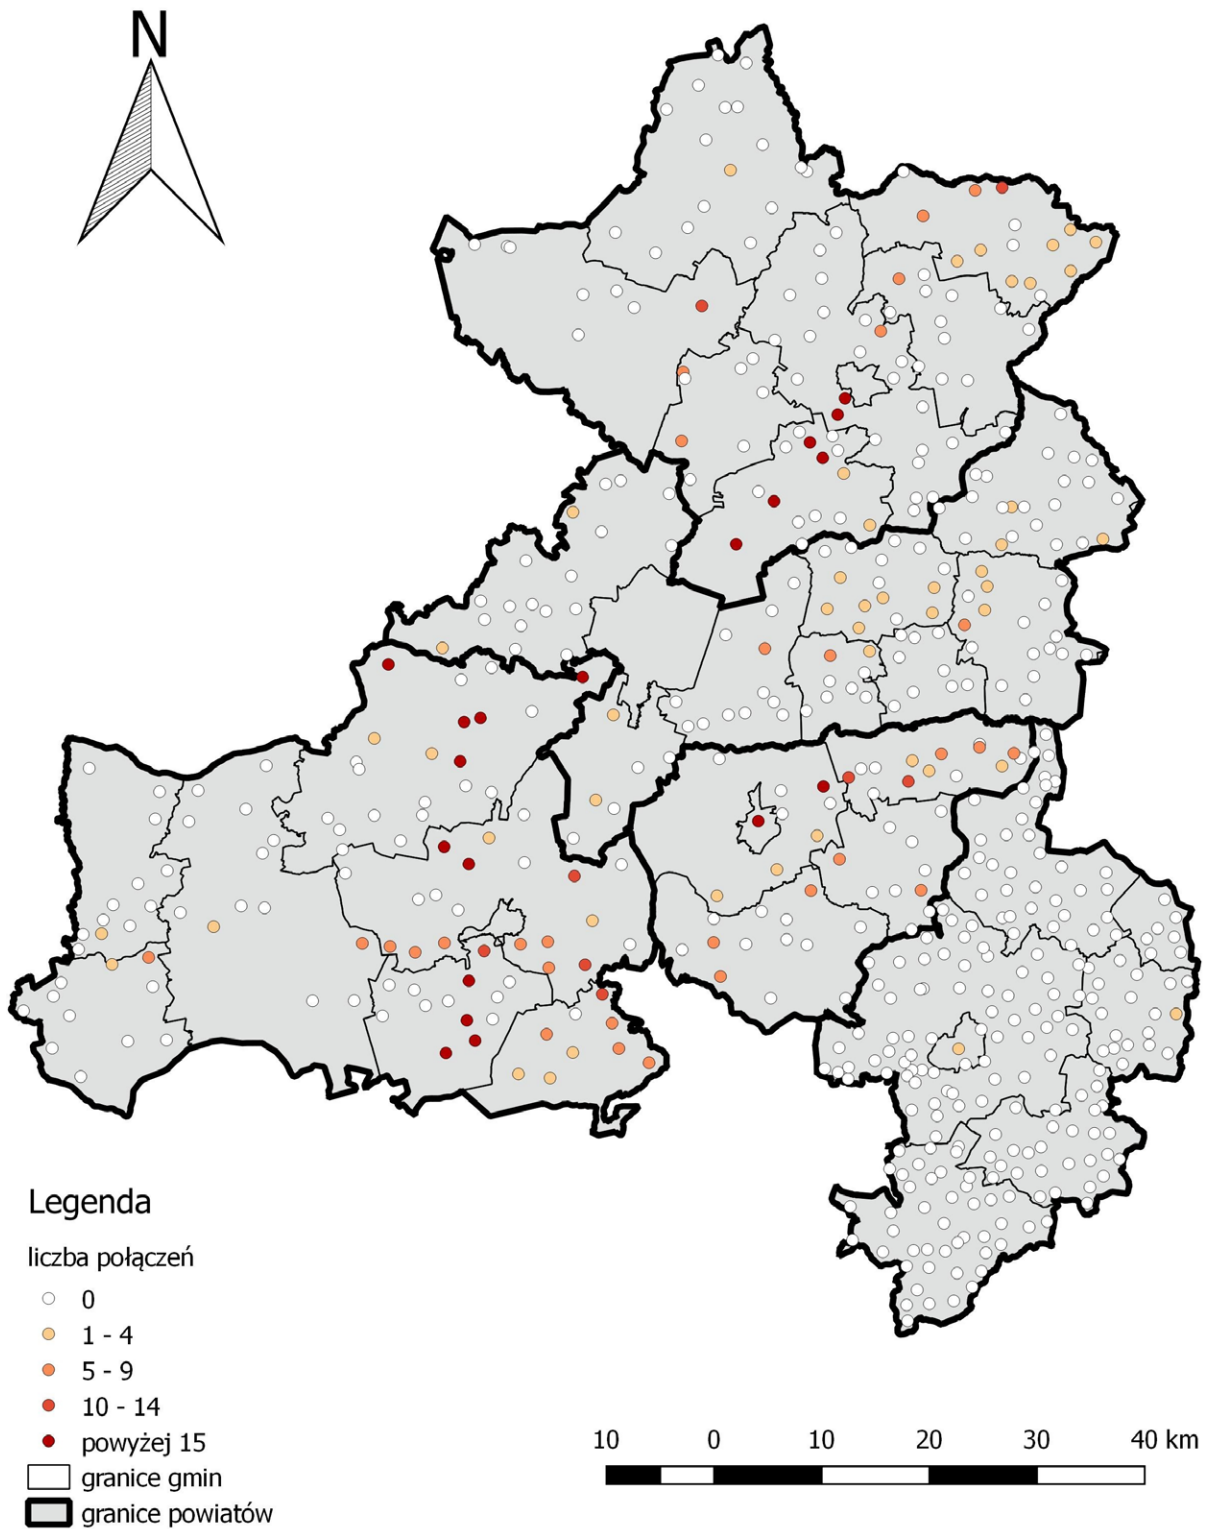 N
Legenda
liczba połączeń
0
1 - 4
5 - 9
10 - 14
powyżej 15
granice gmin
granice powiatów
10 0 10 20 30 40 km